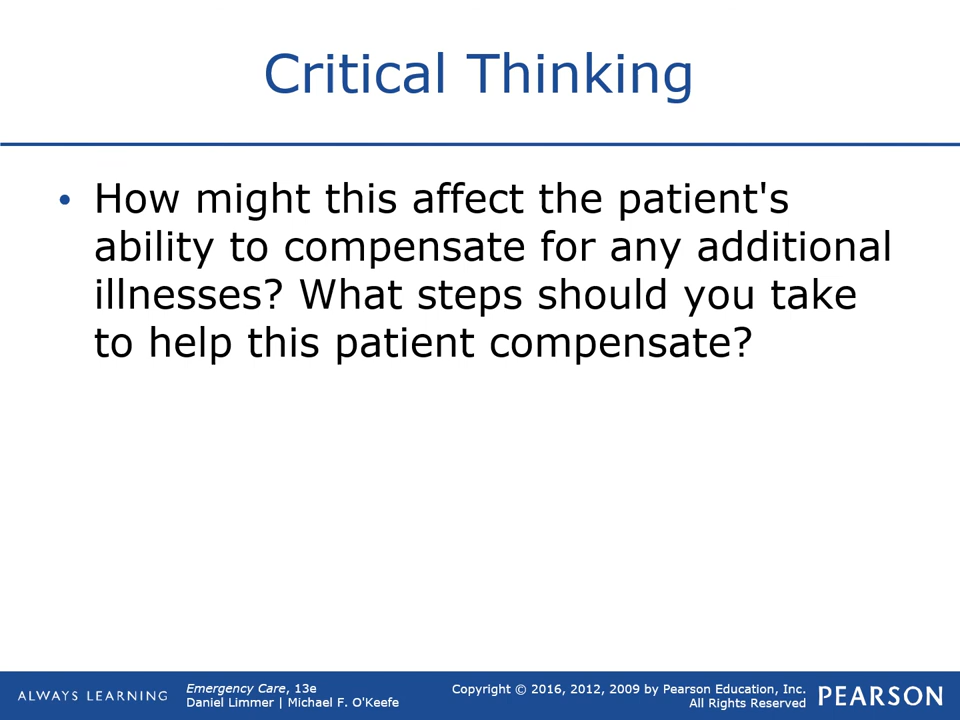 Critical Thinking
• How might this affect the patient's
ability to compensate for any additional
illnesses? What steps should you take
to help this patient compensate?
ALWAYS LEARNING
Emergency Care, 13e
Daniel Limmer | Michael F. O'Keefe
Copyright © 2016, 2012, 2009 by Pearson Education, Inc.
All Rights Reserved
PEARSON